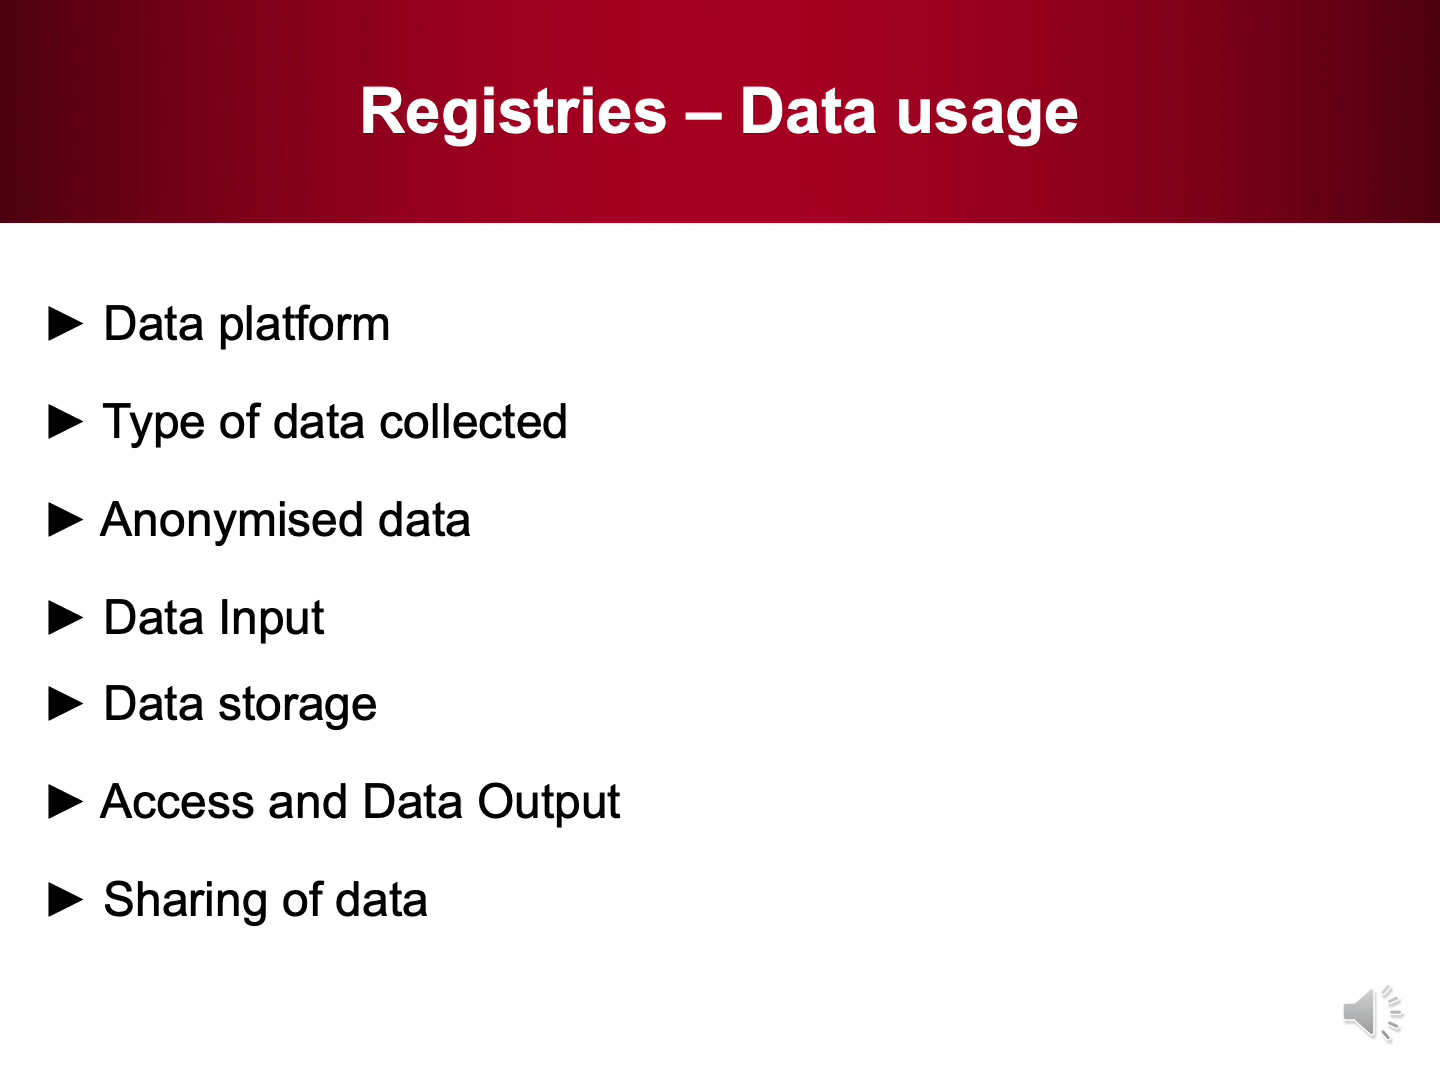 Registries – Data usage
► Data platform
► Type of data collected
► Anonymised data
► Data Input
► Data storage
► Access and Data Output
► Sharing of data